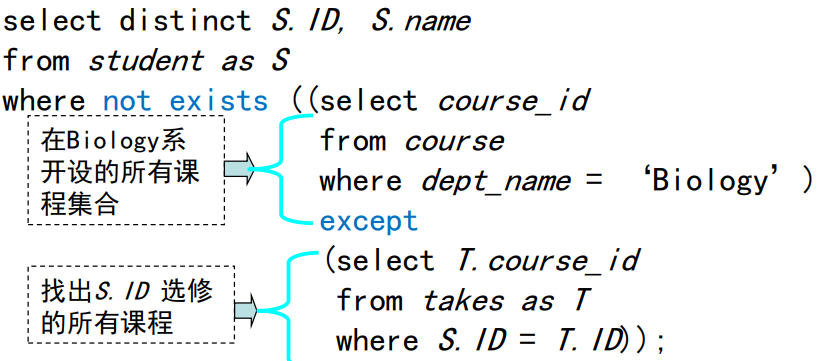 select distinct S.ID, S.name
from student as S
where not exists ((select course_id
from course
where dept_name = ‘Biology’)
except
(select T.course_id
from takes as T
where S.ID = T.ID));
在Biology系
开设的所有课
程集合
找出S.ID 选修
的所有课程